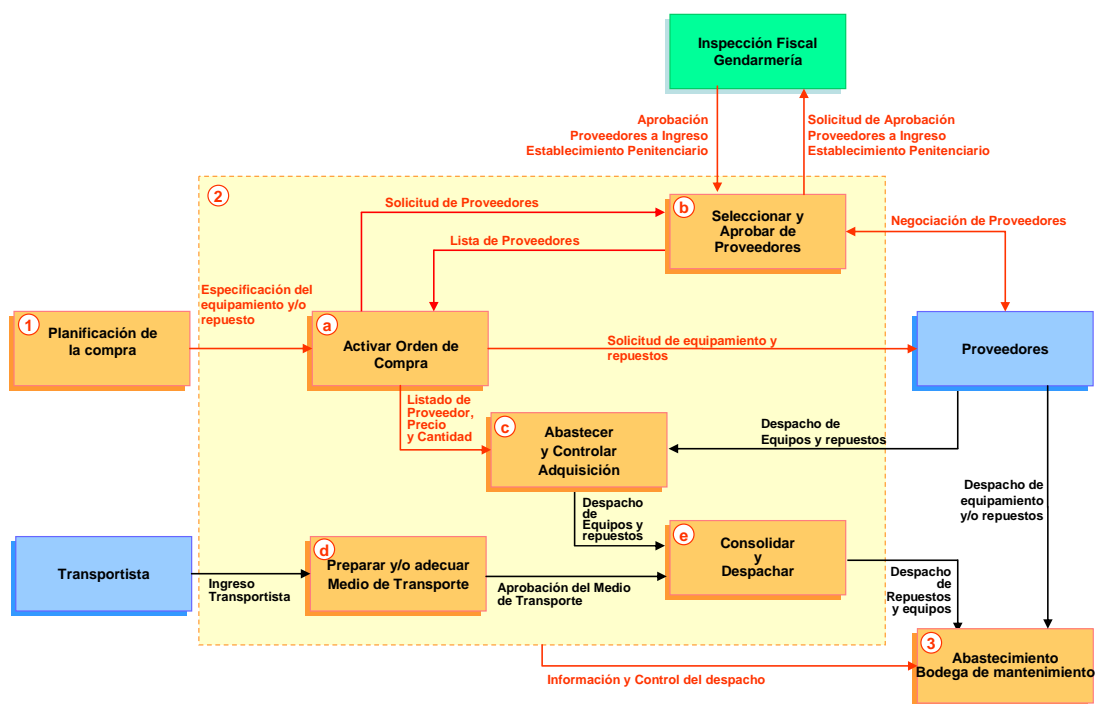 Inspección Fiscal
Gendarmería
Aprobación
Proveedores a Ingreso
Establecimiento Penitenciario
Solicitud de Aprobación
Proveedores a Ingreso
Establecimiento Penitenciario
2
Solicitud de Proveedores
b
Seleccionar y
Aprobar de
Proveedores
Negociación de Proveedores
Lista de Proveedores
Especificación del
equipamiento y/o
repuesto
1
Planificación de
la compra
a
Activar Orden de
Compra
Solicitud de equipamiento y
repuestos
Proveedores
Listado de
Proveedor,
Precio
y Cantidad
c
Abastecer
y Controlar
Adquisición
Despacho de
Equipos y repuestos
Despacho de
equipamiento
y/o repuestos
Despacho
de
Equipos y
repuestos
Transportista
Ingreso
Transportista
d
Preparar y/o adecuar
Medio de Transporte
Aprobación del Medio
de Transporte
e
Consolidar
y
Despachar
Despacho
de
Repuestos
y equipos
3
Abastecimiento
Bodega de mantenimiento
Información y Control del despacho